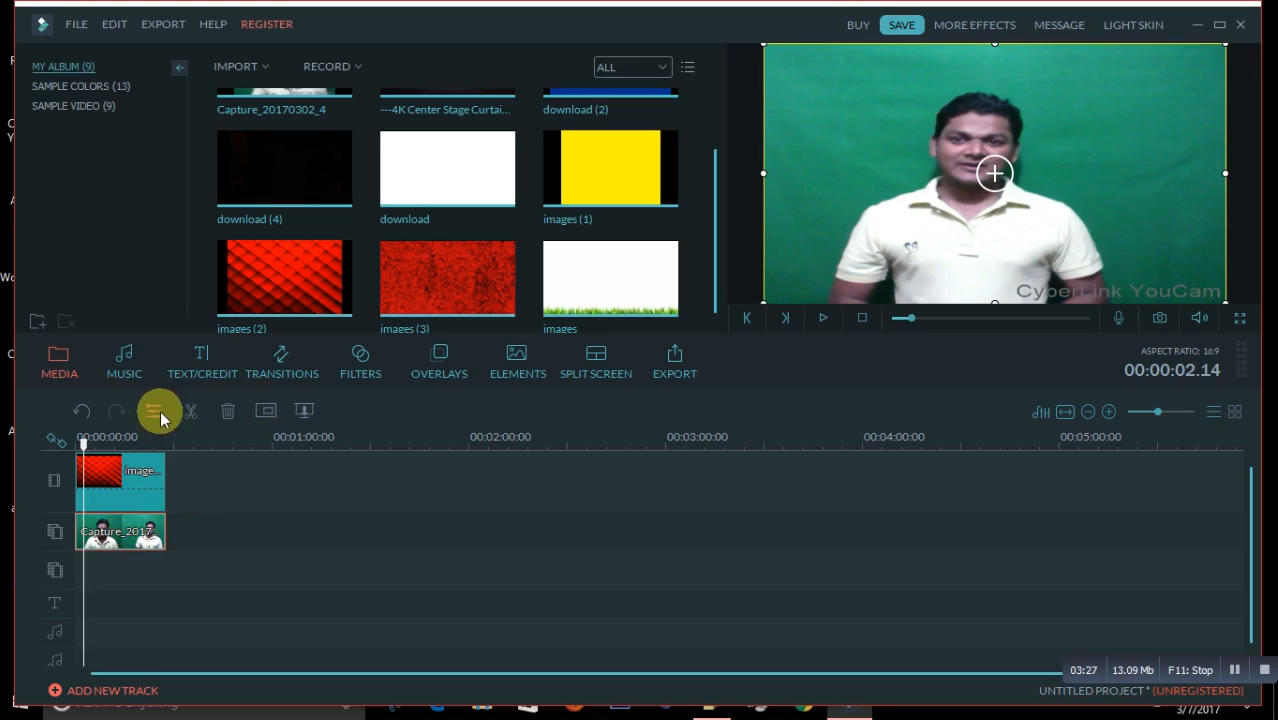 FILE EDIT EXPORT HELP REGISTER
BUY SAVE MORE EFFECTS MESSAGE LIGHT SKIN
MY ALBUM (9)
SAMPLE COLORS (13)
SAMPLE VIDEO (9)
IMPORT RECORD ALL
Capture_20170302_4 ---4K Center Stage Curtai... download (2)
download (4) download images (1)
images (2) images (3) images
CyberLink YouCam
MEDIA MUSIC TEXT/CREDIT TRANSITIONS FILTERS OVERLAYS ELEMENTS SPLIT SCREEN EXPORT
ASPECT RATIO: 16:9
00:00:02.14
00:00:00:00 00:01:00:00 00:02:00:00 00:03:00:00 00:04:00:00 00:05:00:00
image...
Capture_2017...
03:27 13.09 Mb F11: Stop
ADD NEW TRACK
UNTITLED PROJECT * (UNREGISTERED)
3/7/2017